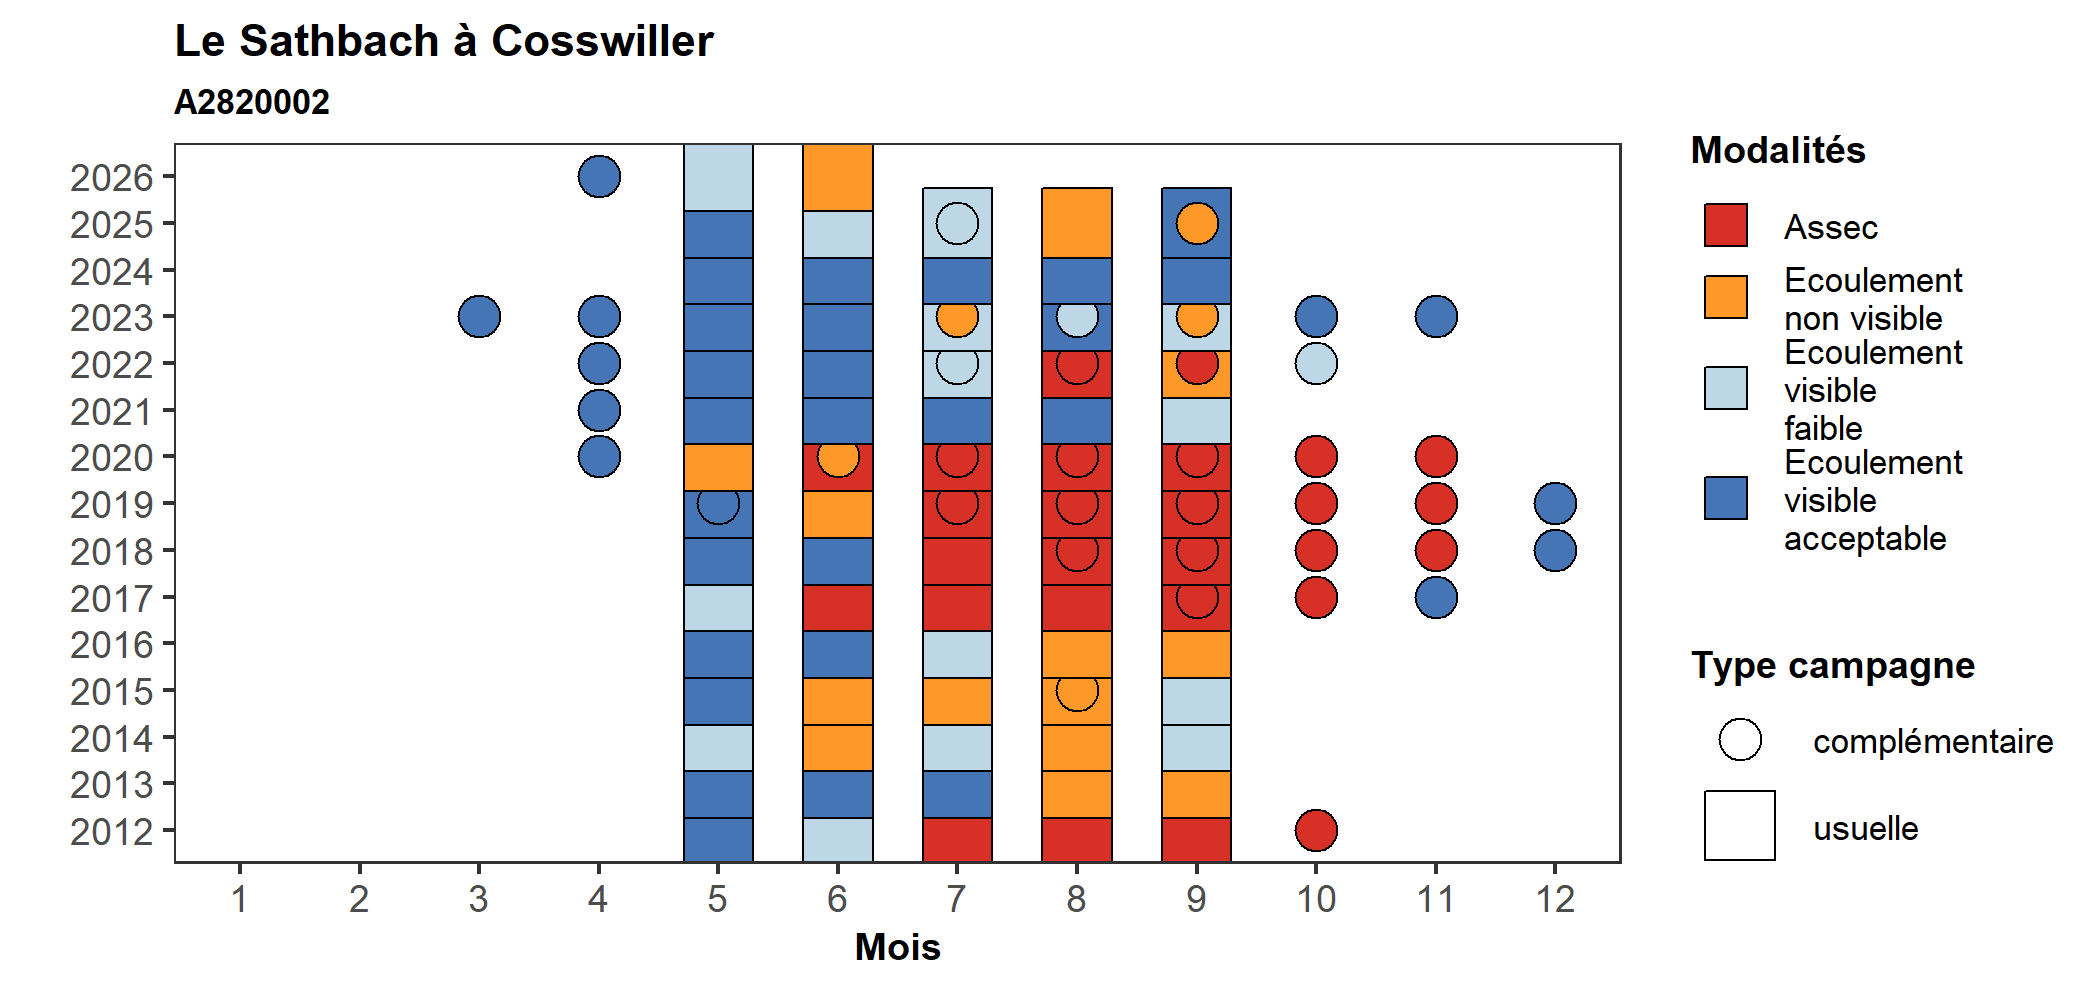 Le Sathbach à Cosswiller
A2820002
2026
2025
2024
2023
2022
2021
2020
2019
2018
2017
2016
2015
2014
2013
2012
1 2 3 4 5 6 7 8 9 10 11 12
Mois
Modalités
Assec
Ecoulement
non visible
Ecoulement
visible
faible
Ecoulement
visible
acceptable
Type campagne
complémentaire
usuelle